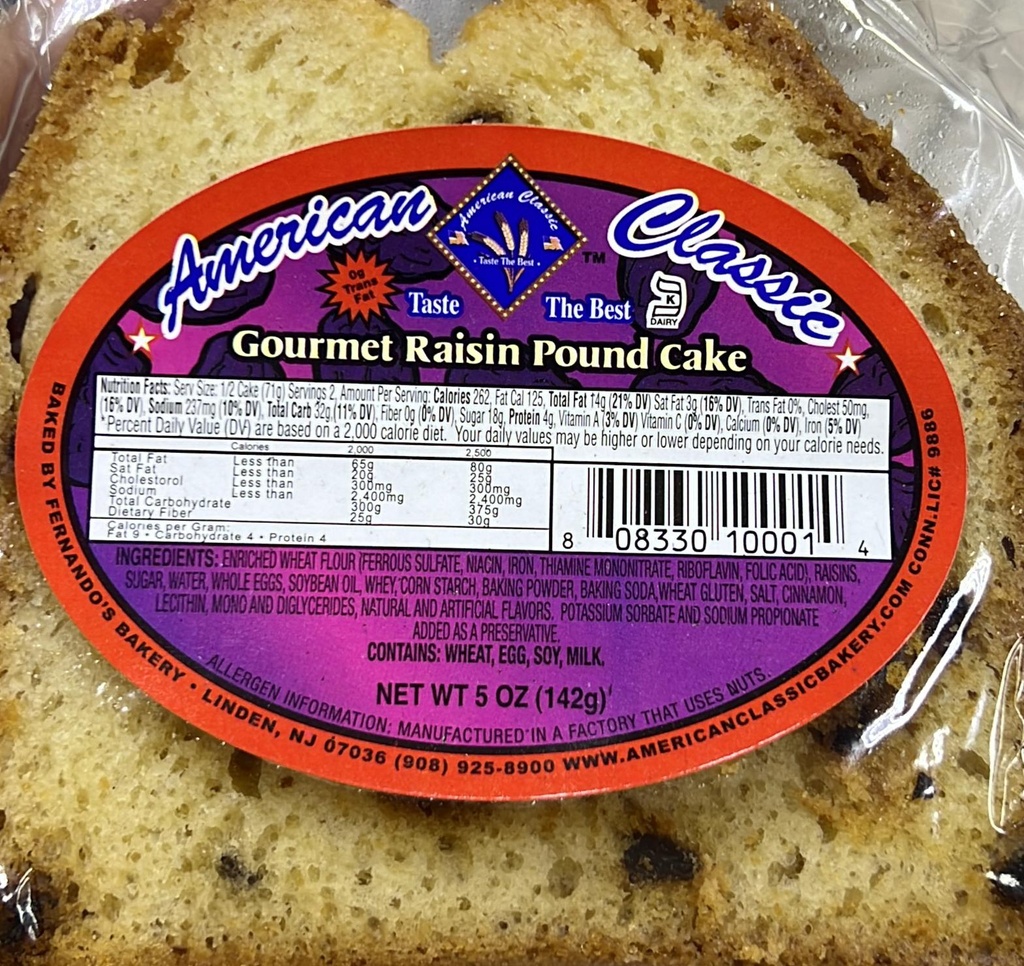 American Classic
American Classic
• Taste The Best •
TM
0g
Trans
Fat
Taste The Best
K
DAIRY
Gourmet Raisin Pound Cake
Nutrition Facts: Serv Size: 1/2 Cake (71g) Servings 2, Amount Per Serving: Calories 262, Fat Cal 125, Total Fat 14g (21% DV) Sat Fat 3g (16% DV), Trans Fat 0%, Cholest 50mg,
(16% DV), Sodium 237mg (10% DV), Total Carb 32g (11% DV), Fiber 0g (0% DV), Sugar 18g, Protein 4g, Vitamin A (3% DV) Vitamin C (0% DV), Calcium (0% DV), Iron (5% DV)
*Percent Daily Value (DV) are based on a 2,000 calorie diet. Your daily values may be higher or lower depending on your calorie needs.
Calories 2,000 2,500
Total Fat Less than 65g 80g
Sat Fat Less than 20g 25g
Cholestorol Less than 300mg 300mg
Sodium Less than 2,400mg 2,400mg
Total Carbohydrate 300g 375g
Dietary Fiber 25g 30g
Calories per Gram:
Fat 9 • Carbohydrate 4 • Protein 4
8 08330 10001 4
INGREDIENTS: ENRICHED WHEAT FLOUR (FERROUS SULFATE, NIACIN, IRON, THIAMINE MONONITRATE, RIBOFLAVIN, FOLIC ACID), RAISINS,
SUGAR, WATER, WHOLE EGGS, SOYBEAN OIL, WHEY, CORN STARCH, BAKING POWDER, BAKING SODA, WHEAT GLUTEN, SALT, CINNAMON,
LECITHIN, MONO AND DIGLYCERIDES, NATURAL AND ARTIFICIAL FLAVORS, POTASSIUM SORBATE AND SODIUM PROPIONATE
ADDED AS A PRESERVATIVE.
CONTAINS: WHEAT, EGG, SOY, MILK.
NET WT 5 OZ (142g)
ALLERGEN INFORMATION: MANUFACTURED IN A FACTORY THAT USES NUTS.
BAKED BY FERNANDO'S BAKERY • LINDEN, NJ 07036 (908) 925-8900 WWW.AMERICANCLASSICBAKERY.COM CONN.LIC# 9886